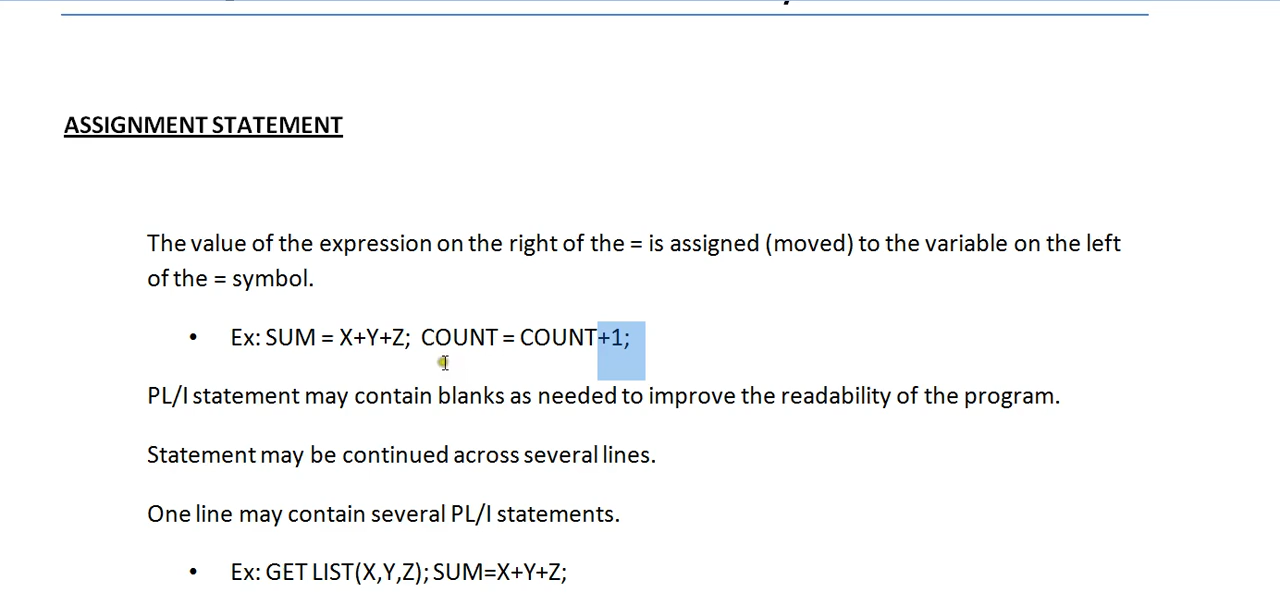 ASSIGNMENT STATEMENT
The value of the expression on the right of the = is assigned (moved) to the variable on the left
of the = symbol.
• Ex: SUM = X+Y+Z; COUNT = COUNT+1;
PL/I statement may contain blanks as needed to improve the readability of the program.
Statement may be continued across several lines.
One line may contain several PL/I statements.
• Ex: GET LIST(X,Y,Z); SUM=X+Y+Z;